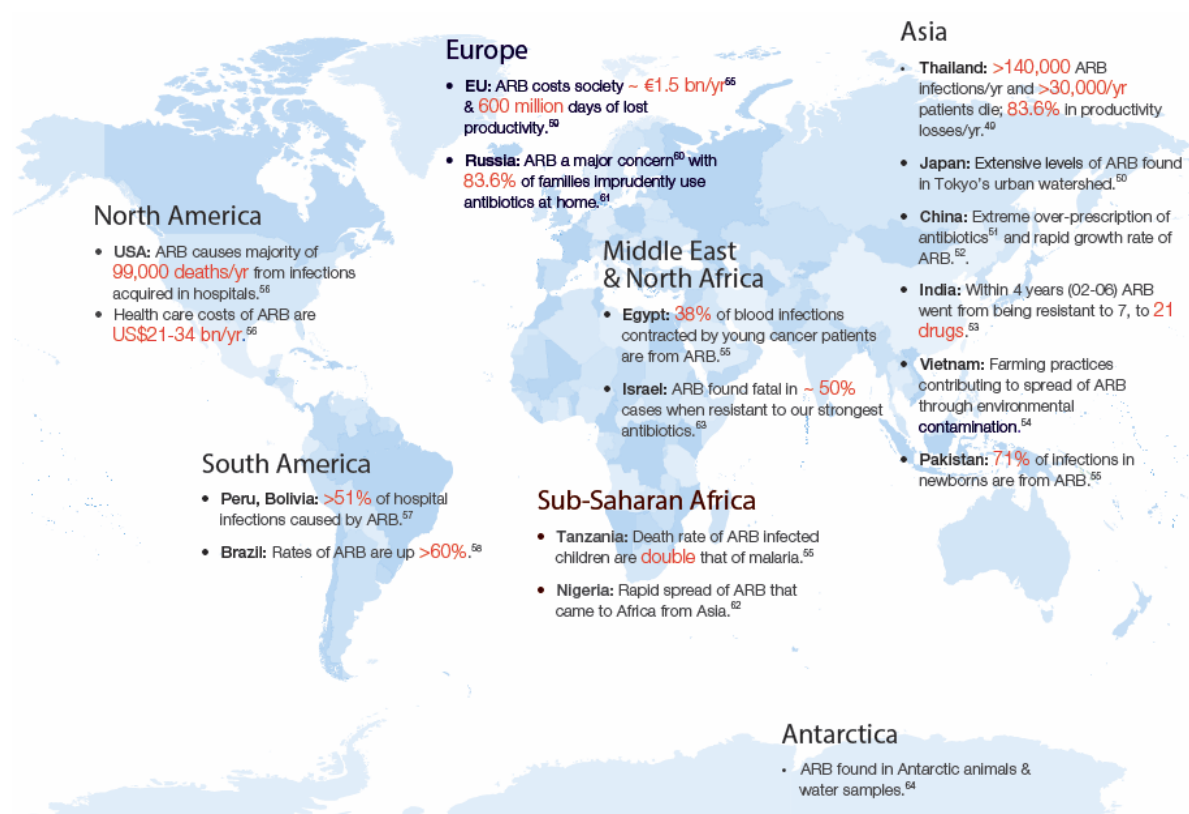 Europe
• EU: ARB costs society ~ €1.5 bn/yr⁶⁵
& 600 million days of lost
productivity.⁵⁹
• Russia: ARB a major concern⁶⁰ with
83.6% of families imprudently use
antibiotics at home.⁶¹
Asia
• Thailand: >140,000 ARB
infections/yr and >30,000/yr
patients die; 83.6% in productivity
losses/yr.⁴⁹
• Japan: Extensive levels of ARB found
in Tokyo's urban watershed.⁵⁰
• China: Extreme over-prescription of
antibiotics⁵¹ and rapid growth rate of
ARB.⁵².
• India: Within 4 years (02-06) ARB
went from being resistant to 7, to 21
drugs.⁵³
• Vietnam: Farming practices
contributing to spread of ARB
through environmental
contamination.⁵⁴
• Pakistan: 71% of infections in
newborns are from ARB.⁵⁵
North America
• USA: ARB causes majority of
99,000 deaths/yr from infections
acquired in hospitals.⁵⁶
• Health care costs of ARB are
US$21-34 bn/yr.⁵⁶
Middle East
& North Africa
• Egypt: 38% of blood infections
contracted by young cancer patients
are from ARB.⁵⁵
• Israel: ARB found fatal in ~ 50%
cases when resistant to our strongest
antibiotics.⁶³
South America
• Peru, Bolivia: >51% of hospital
infections caused by ARB.⁵⁷
• Brazil: Rates of ARB are up >60%.⁵⁸
Sub-Saharan Africa
• Tanzania: Death rate of ARB infected
children are double that of malaria.⁵⁵
• Nigeria: Rapid spread of ARB that
came to Africa from Asia.⁶²
Antarctica
• ARB found in Antarctic animals &
water samples.⁶⁴